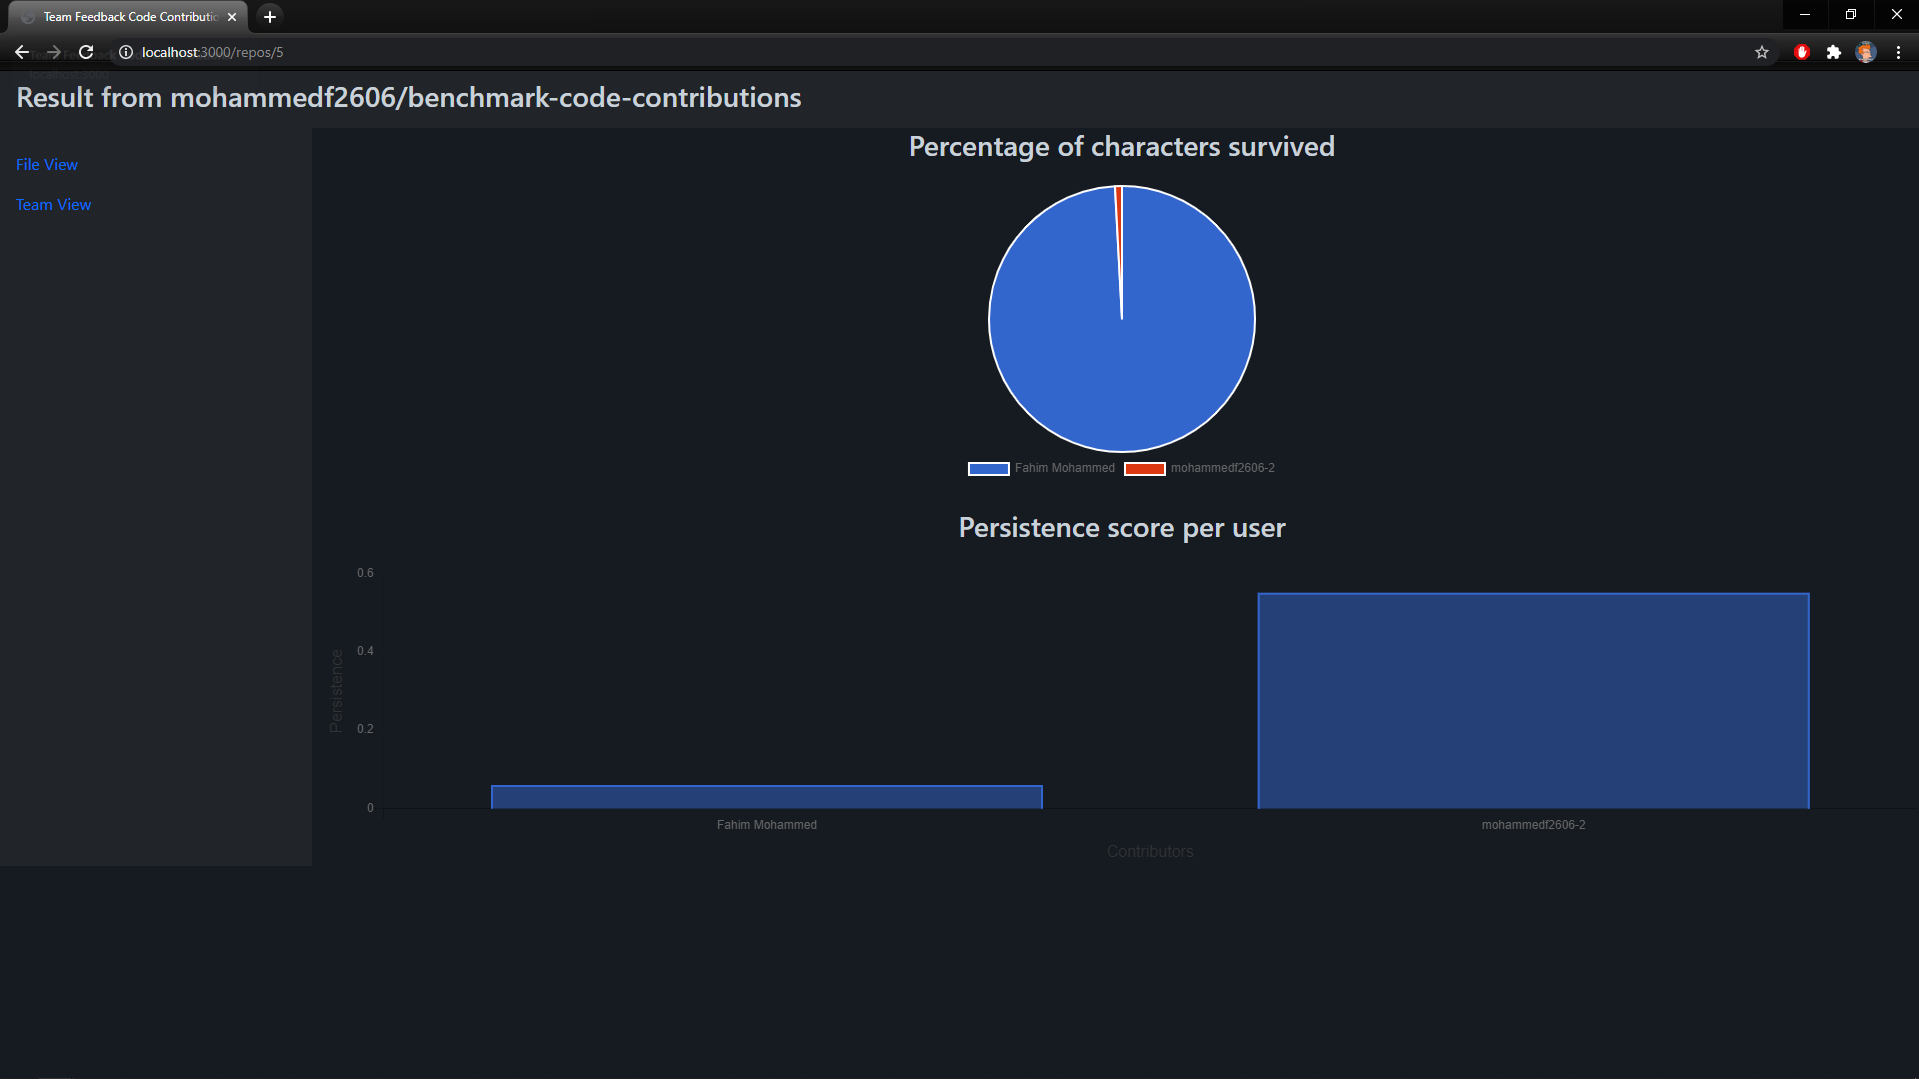 Team Feedback Code Contributio
localhost:3000/repos/5
localhost:3000
Result from mohammedf2606/benchmark-code-contributions
File View
Team View
Percentage of characters survived
Fahim Mohammed
mohammedf2606-2
Persistence score per user
0.6
0.4
0.2
0
Persistence
Fahim Mohammed
mohammedf2606-2
Contributors